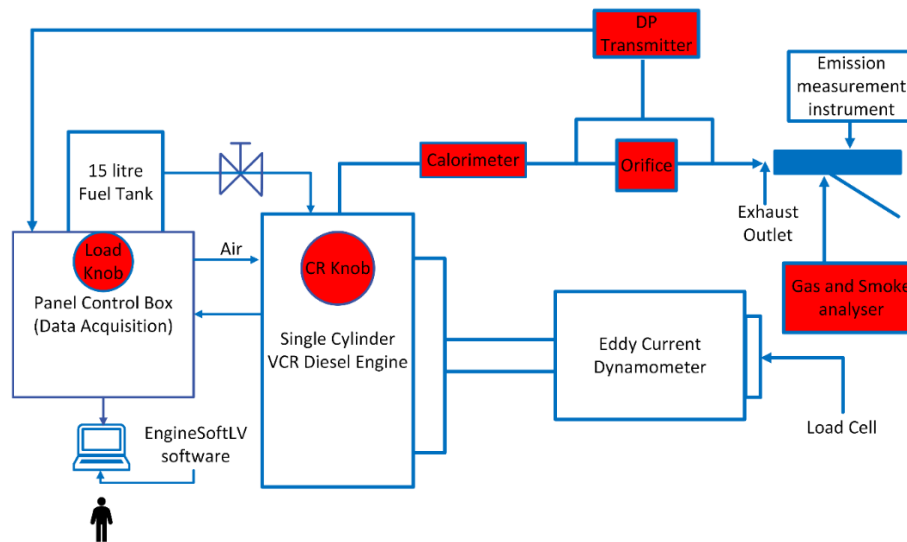 DP
Transmitter
Emission
measurement
instrument
15 litre
Fuel Tank
Calorimeter
Orifice
Exhaust
Outlet
Load
Knob
Air
CR Knob
Panel Control Box
(Data Acquisition)
Gas and Smoke
analyser
Single Cylinder
VCR Diesel Engine
Eddy Current
Dynamometer
Load Cell
EngineSoftLV
software